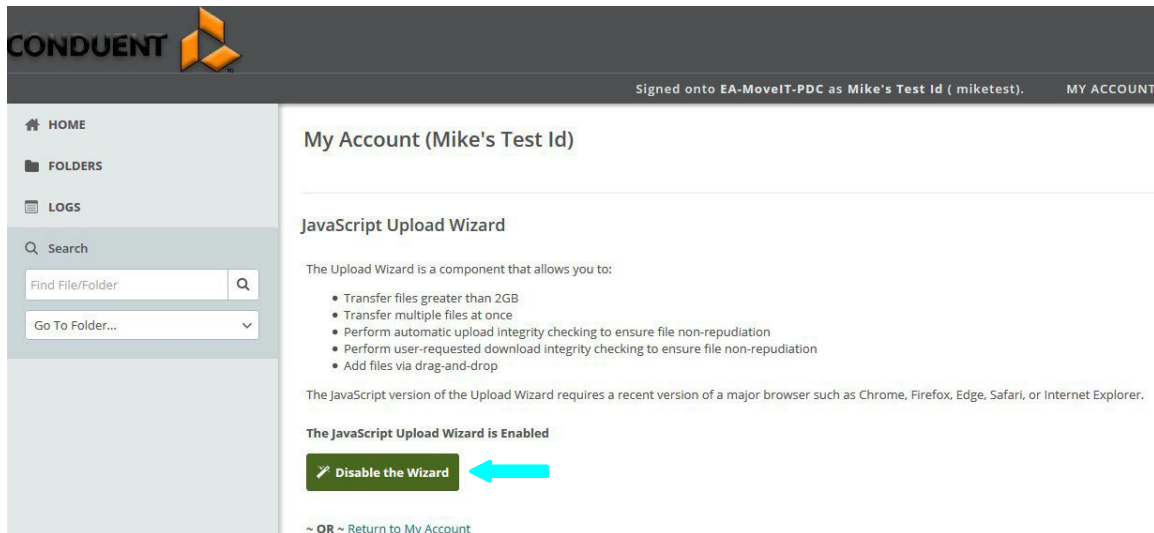 CONDUENT
Signed onto EA-MoveIT-PDC as Mike's Test Id ( miketest).
MY ACCOUNT
HOME
FOLDERS
LOGS
Search
Find File/Folder
Go To Folder...
My Account (Mike's Test Id)
JavaScript Upload Wizard
The Upload Wizard is a component that allows you to:
• Transfer files greater than 2GB
• Transfer multiple files at once
• Perform automatic upload integrity checking to ensure file non-repudiation
• Perform user-requested download integrity checking to ensure file non-repudiation
• Add files via drag-and-drop
The JavaScript version of the Upload Wizard requires a recent version of a major browser such as Chrome, Firefox, Edge, Safari, or Internet Explorer.
The JavaScript Upload Wizard is Enabled
Disable the Wizard
~ OR ~ Return to My Account